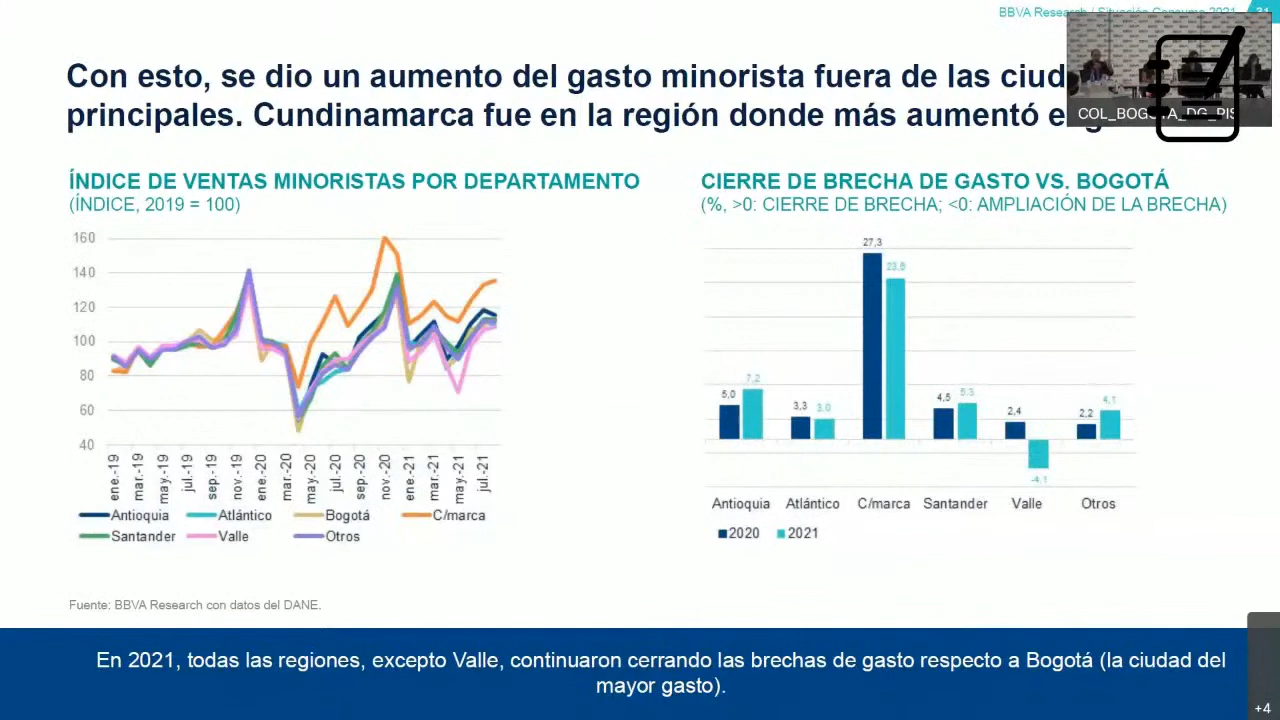 BBVA Research | Situación Consumo 2021 31
Con esto, se dio un aumento del gasto minorista fuera de las
principales. Cundinamarca fue en la región donde más aumentó
COL_BOGOTA_DG_PIS
ÍNDICE DE VENTAS MINORISTAS POR DEPARTAMENTO
(ÍNDICE, 2019 = 100)
160
140
120
100
80
60
40
ene.-19 mar.-19 may.-19 jul.-19 sep.-19 nov.-19 ene.-20 mar.-20 may.-20 jul.-20 sep.-20 nov.-20 ene.-21 mar.-21 may.-21 jul.-21
Antioquia Atlántico Bogotá C/marca
Santander Valle Otros
CIERRE DE BRECHA DE GASTO VS. BOGOTÁ
(%, >0: CIERRE DE BRECHA; <0: AMPLIACIÓN DE LA BRECHA)
27,3
5,0 7,2 3,3 3,0 4,5 5,3 2,4 2,2 4,1
Antioquia Atlántico C/marca Santander Valle Otros
2020 2021
Fuente: BBVA Research con datos del DANE.
En 2021, todas las regiones, excepto Valle, continuaron cerrando las brechas de gasto respecto a Bogotá (la ciudad del
mayor gasto).
+4